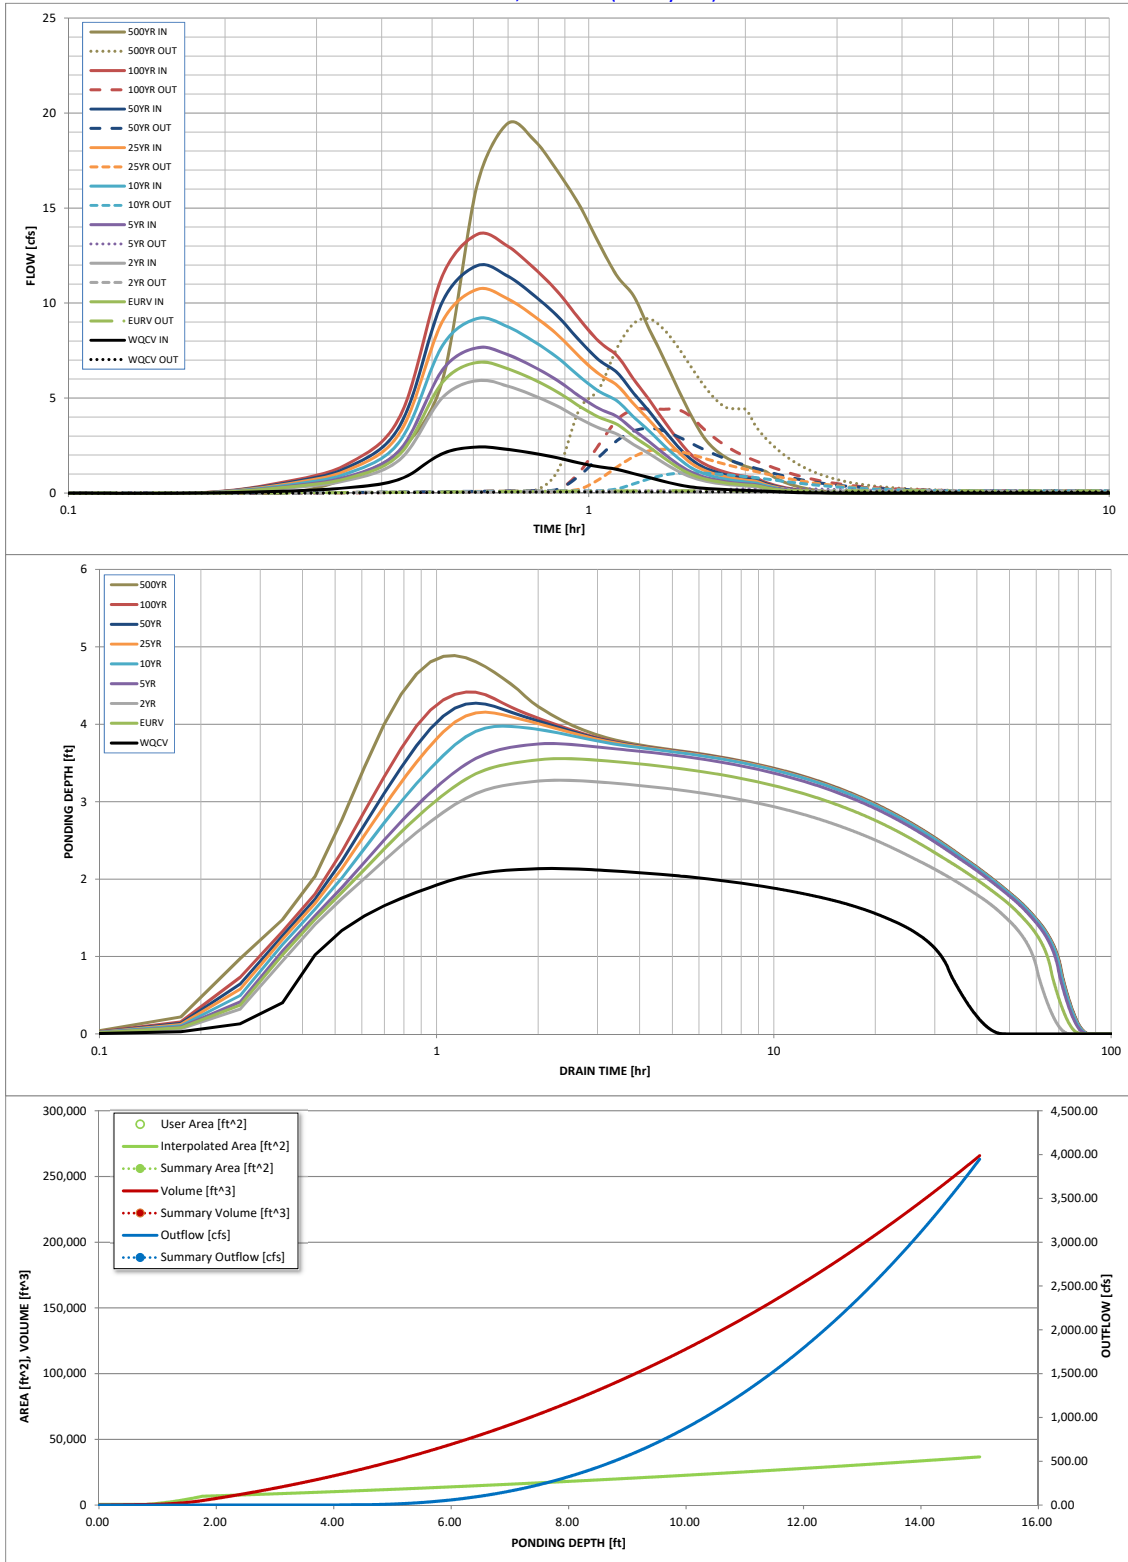 25
20
15
10
5
0
FLOW [cfs]
500YR IN
500YR OUT
100YR IN
100YR OUT
50YR IN
50YR OUT
25YR IN
25YR OUT
10YR IN
10YR OUT
5YR IN
5YR OUT
2YR IN
2YR OUT
EURV IN
EURV OUT
WQCV IN
WQCV OUT
0.1
1
10
TIME [hr]
6
5
4
3
2
1
0
PONDING DEPTH [ft]
500YR
100YR
50YR
25YR
10YR
5YR
2YR
EURV
WQCV
0.1
1
10
100
DRAIN TIME [hr]
300,000
250,000
200,000
150,000
100,000
50,000
0
AREA [ft^2], VOLUME [ft^3]
User Area [ft^2]
Interpolated Area [ft^2]
Summary Area [ft^2]
Volume [ft^3]
Summary Volume [ft^3]
Outflow [cfs]
Summary Outflow [cfs]
4,500.00
4,000.00
3,500.00
3,000.00
2,500.00
2,000.00
1,500.00
1,000.00
500.00
0.00
OUTFLOW [cfs]
0.00
2.00
4.00
6.00
8.00
10.00
12.00
14.00
16.00
PONDING DEPTH [ft]